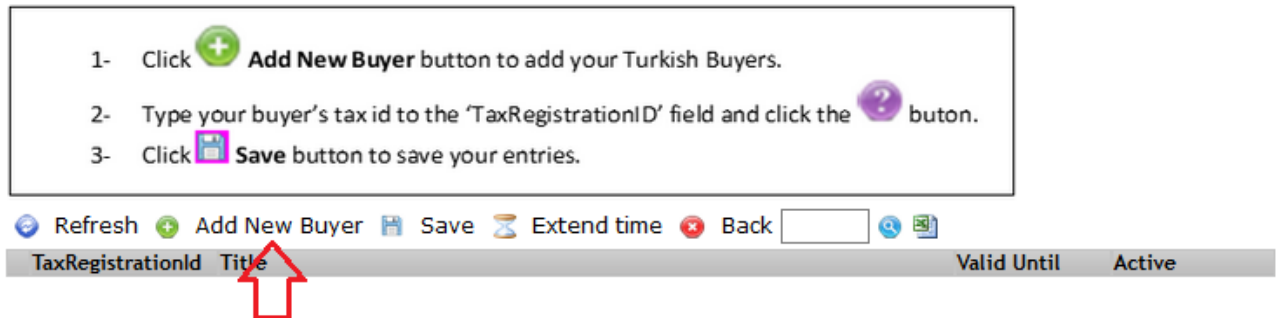 1- Click Add New Buyer button to add your Turkish Buyers.
2- Type your buyer's tax id to the 'TaxRegistrationID' field and click the ? buton.
3- Click Save button to save your entries.
Refresh Add New Buyer Save Extend time Back
TaxRegistrationId Title Valid Until Active